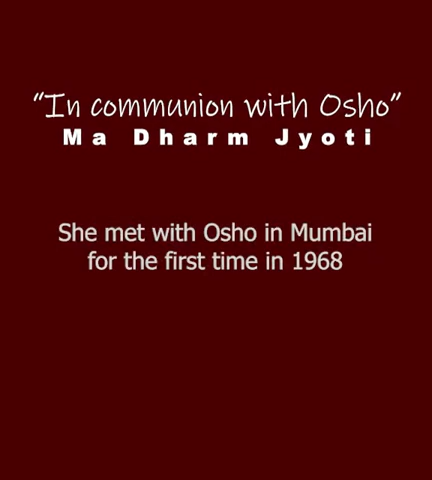 “In communion with Osho”
Ma Dharm Jyoti
She met with Osho in Mumbai
for the first time in 1968